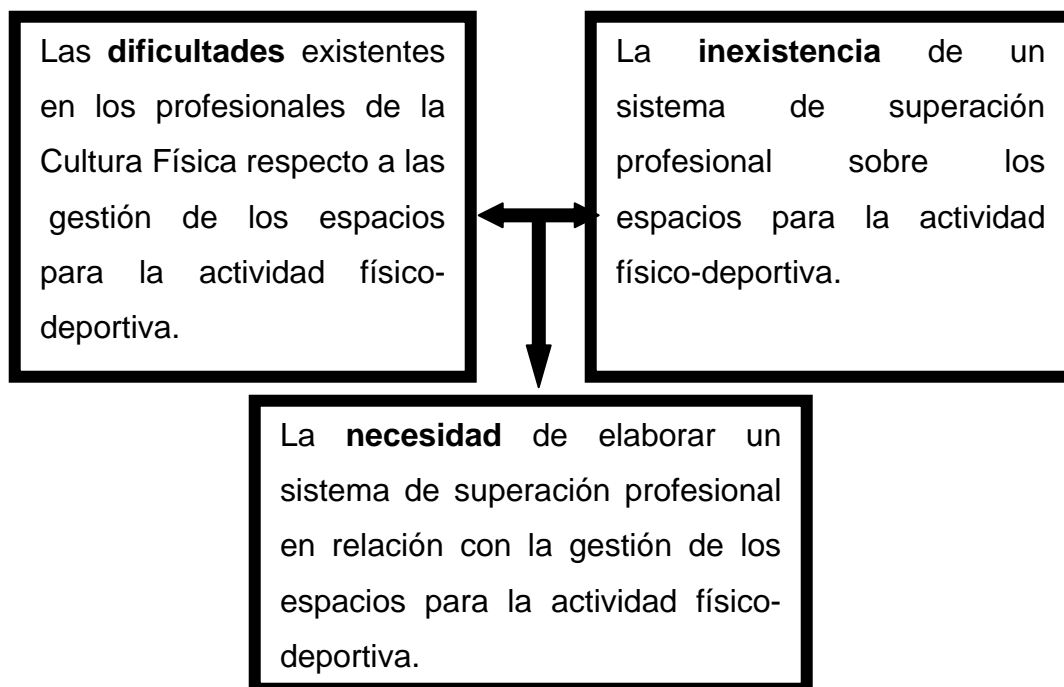 Las dificultades existentes
en los profesionales de la
Cultura Física respecto a las
gestión de los espacios
para la actividad físico-
deportiva.
La inexistencia de un
sistema de superación
profesional sobre los
espacios para la actividad
físico-deportiva.
La necesidad de elaborar un
sistema de superación profesional
en relación con la gestión de los
espacios para la actividad físico-
deportiva.